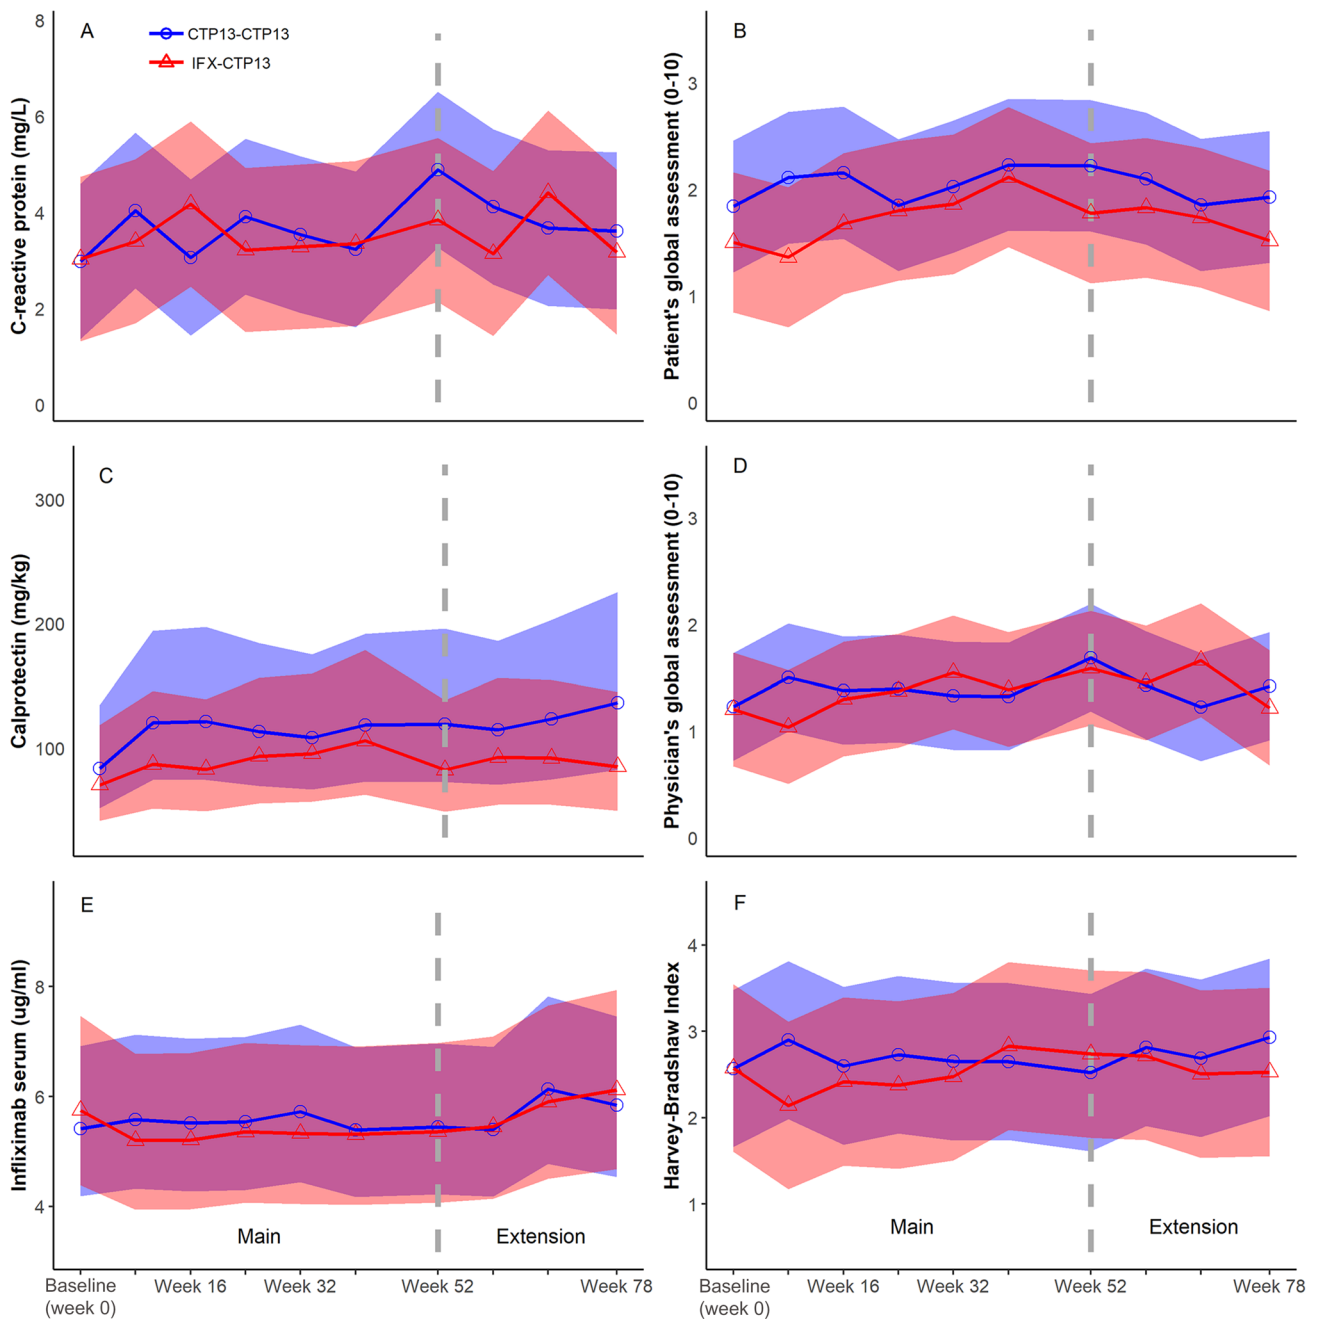 A
CTP13-CTP13
IFX-CTP13
C-reactive protein (mg/L)
8
6
4
2
0
B
Patient's global assessment (0-10)
3
2
1
0
C
Calprotectin (mg/kg)
300
200
100
D
Physician's global assessment (0-10)
3
2
1
0
E
Infliximab serum (ug/ml)
8
6
4
Main
Extension
Baseline
(week 0)
Week 16
Week 32
Week 52
Week 78
F
Harvey-Bradshaw Index
4
3
2
1
Main
Extension
Baseline
(week 0)
Week 16
Week 32
Week 52
Week 78